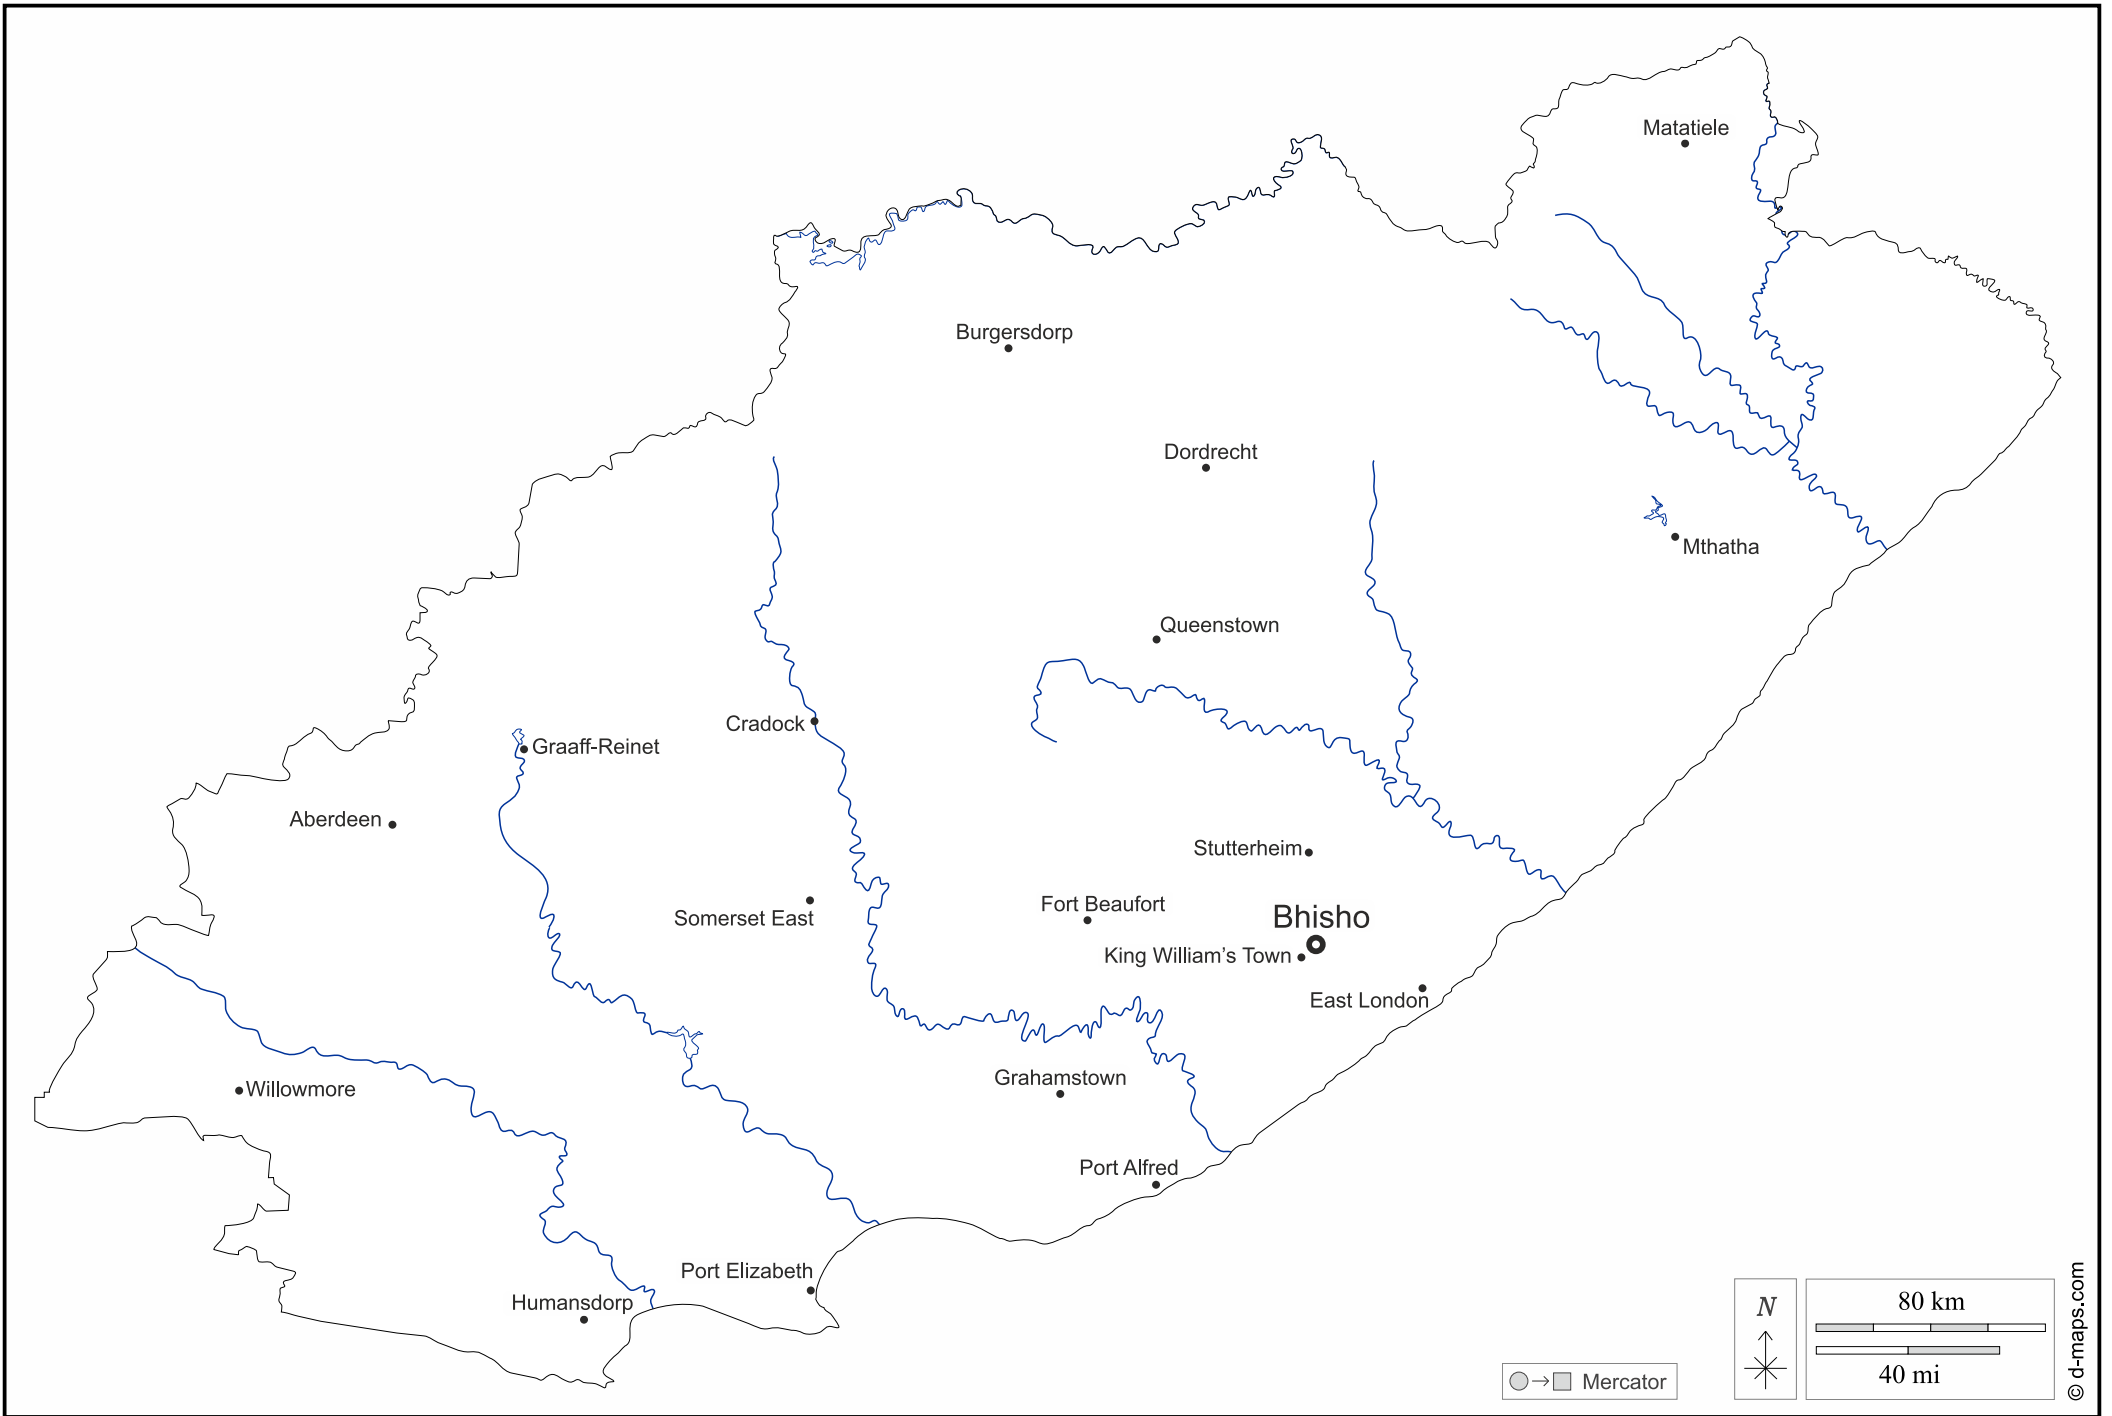 Matatiele
Burgersdorp
Dordrecht
Mthatha
Queenstown
Cradock
Graaff-Reinet
Aberdeen
Stutterheim
Fort Beaufort
Somerset East
Bhisho
King William's Town
East London
Grahamstown
Willowmore
Port Alfred
Port Elizabeth
Humansdorp
N
80 km
40 mi
Mercator
© d-maps.com